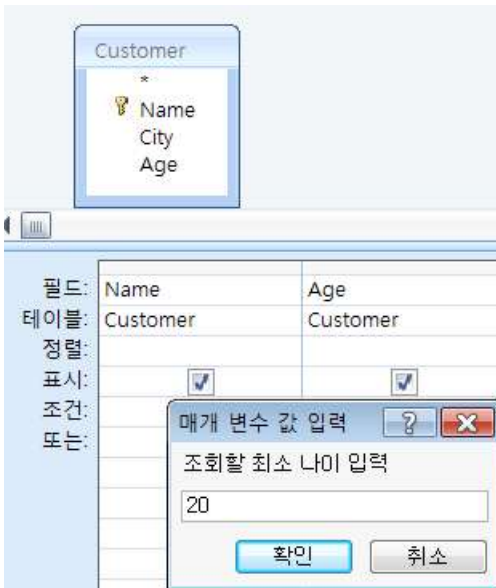 Customer
*
Name
City
Age
필드: Name Age
테이블: Customer Customer
정렬:
표시:
조건:
또는:
매개 변수 값 입력
조회할 최소 나이 입력
20
확인 취소